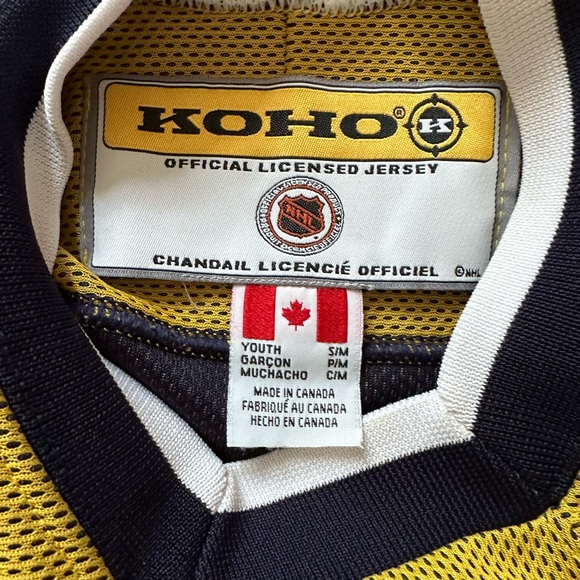 KOHO® K
OFFICIAL LICENSED JERSEY
NHL
CHANDAIL LICENCIÉ OFFICIEL ©NHL
YOUTH S/M
GARÇON P/M
MUCHACHO C/M
MADE IN CANADA
FABRIQUÉ AU CANADA
HECHO EN CANADA